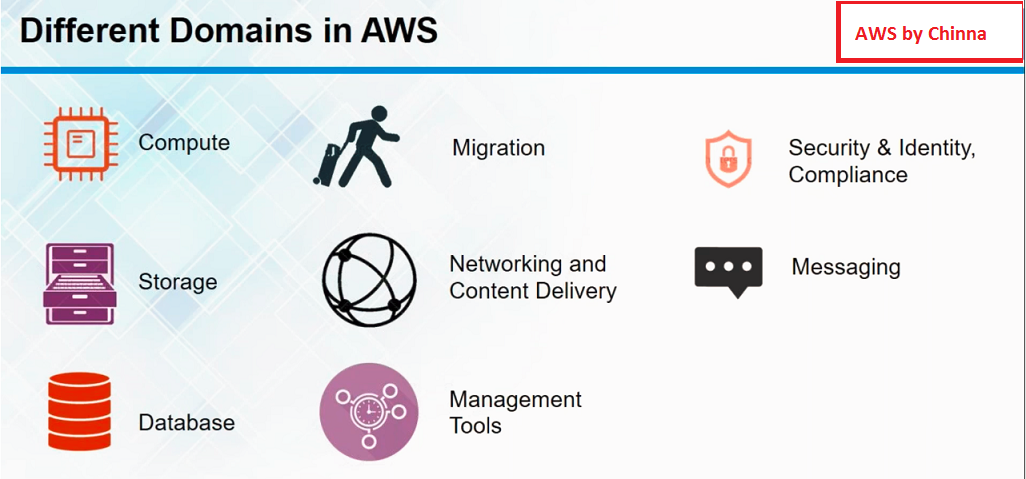 Different Domains in AWS
AWS by Chinna
Compute
Migration
Security & Identity,
Compliance
Storage
Networking and
Content Delivery
Messaging
Database
Management
Tools